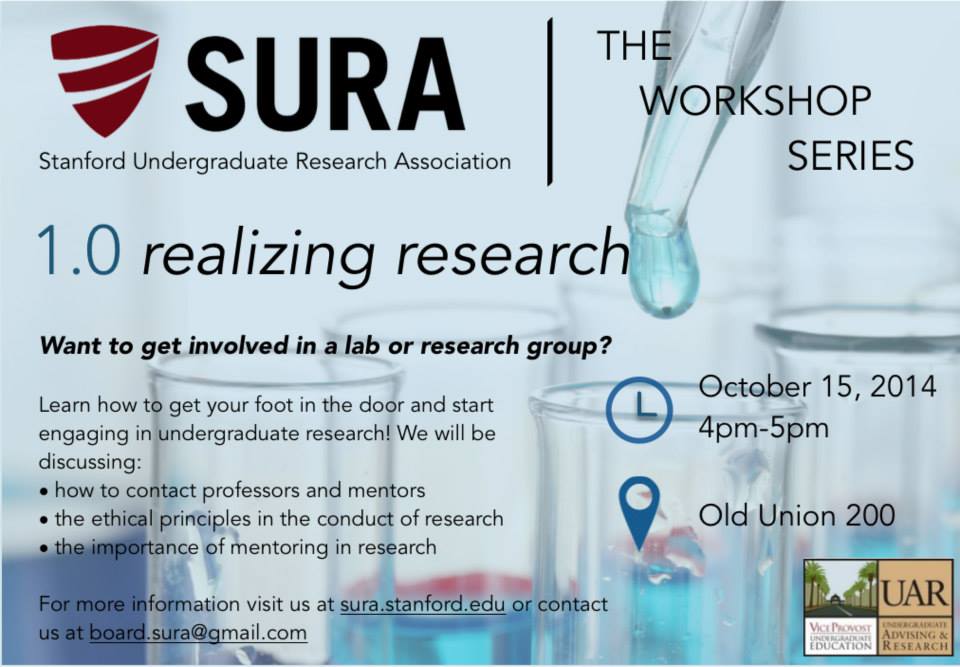 SURA
Stanford Undergraduate Research Association
THE
WORKSHOP
SERIES
1.0 realizing research
Want to get involved in a lab or research group?
Learn how to get your foot in the door and start
engaging in undergraduate research! We will be
discussing:
• how to contact professors and mentors
• the ethical principles in the conduct of research
• the importance of mentoring in research
For more information visit us at sura.stanford.edu or contact
us at board.sura@gmail.com
October 15, 2014
4pm-5pm
Old Union 200
VICE PROVOST
UNDERGRADUATE
EDUCATION
UAR
UNDERGRADUATE
ADVISING &
RESEARCH